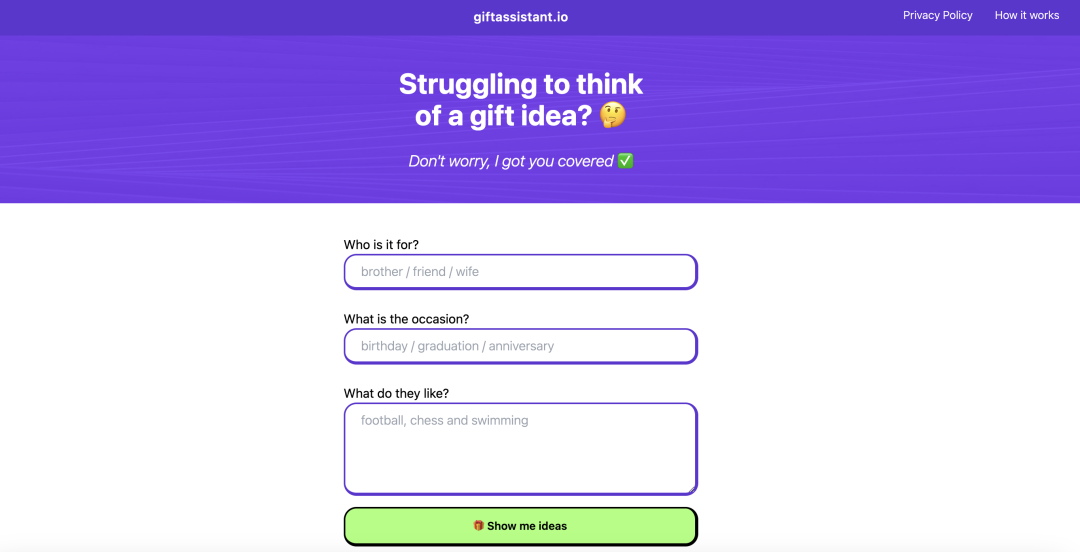 giftassistant.io
Privacy Policy
How it works
Struggling to think
of a gift idea? 🤔
Don't worry, I got you covered ✅
Who is it for?
brother / friend / wife
What is the occasion?
birthday / graduation / anniversary
What do they like?
football, chess and swimming
🎁 Show me ideas